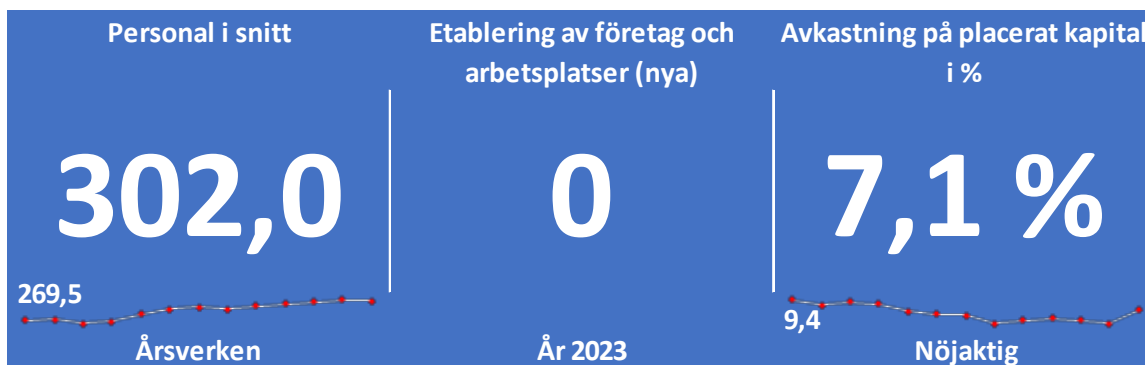 Personal i snitt
302,0
269,5
Årsverken
Etablering av företag och
arbetsplatser (nya)
0
År 2023
Avkastning på placerat kapital
i %
7,1 %
9,4
Nöjaktig